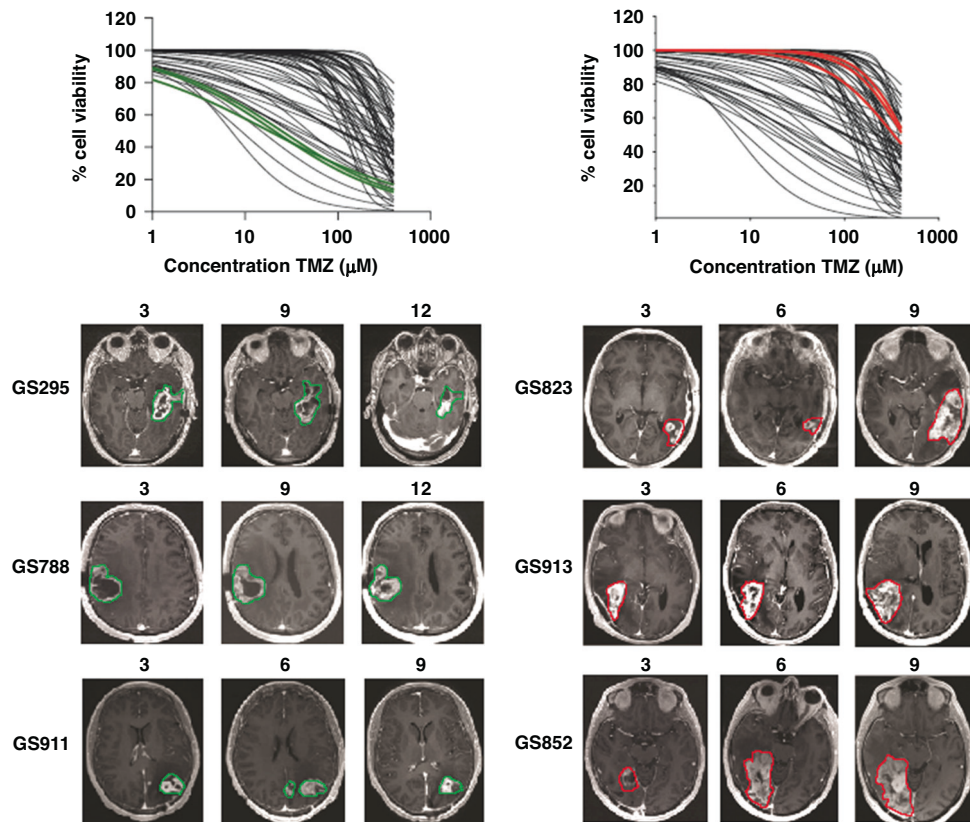 120
100
80
60
40
20
0
% cell viability
1 10 100 1000
Concentration TMZ (μM)
120
100
80
60
40
20
% cell viability
1 10 100 1000
Concentration TMZ (μM)
3 9 12
GS295
3 9 12
GS788
3 6 9
GS911
3 6 9
GS823
3 6 9
GS913
3 6 9
GS852